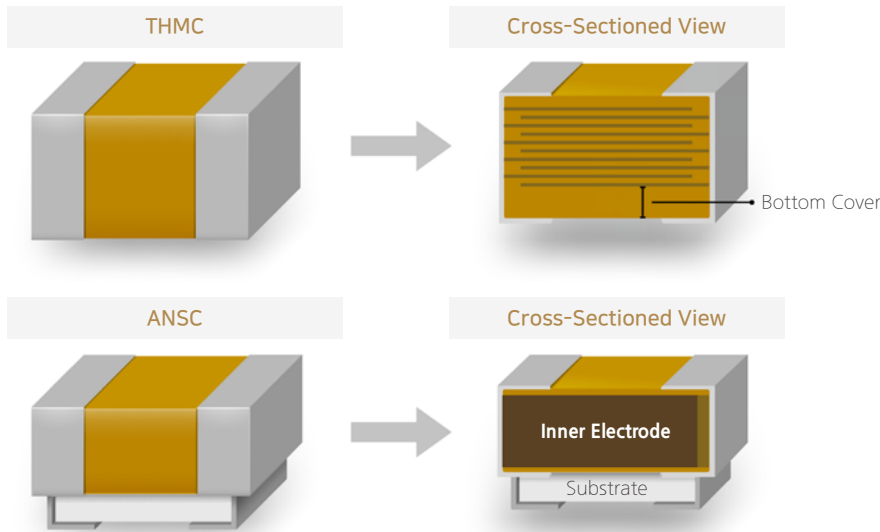 THMC
Cross-Sectioned View
Bottom Cover
ANSC
Cross-Sectioned View
Inner Electrode
Substrate